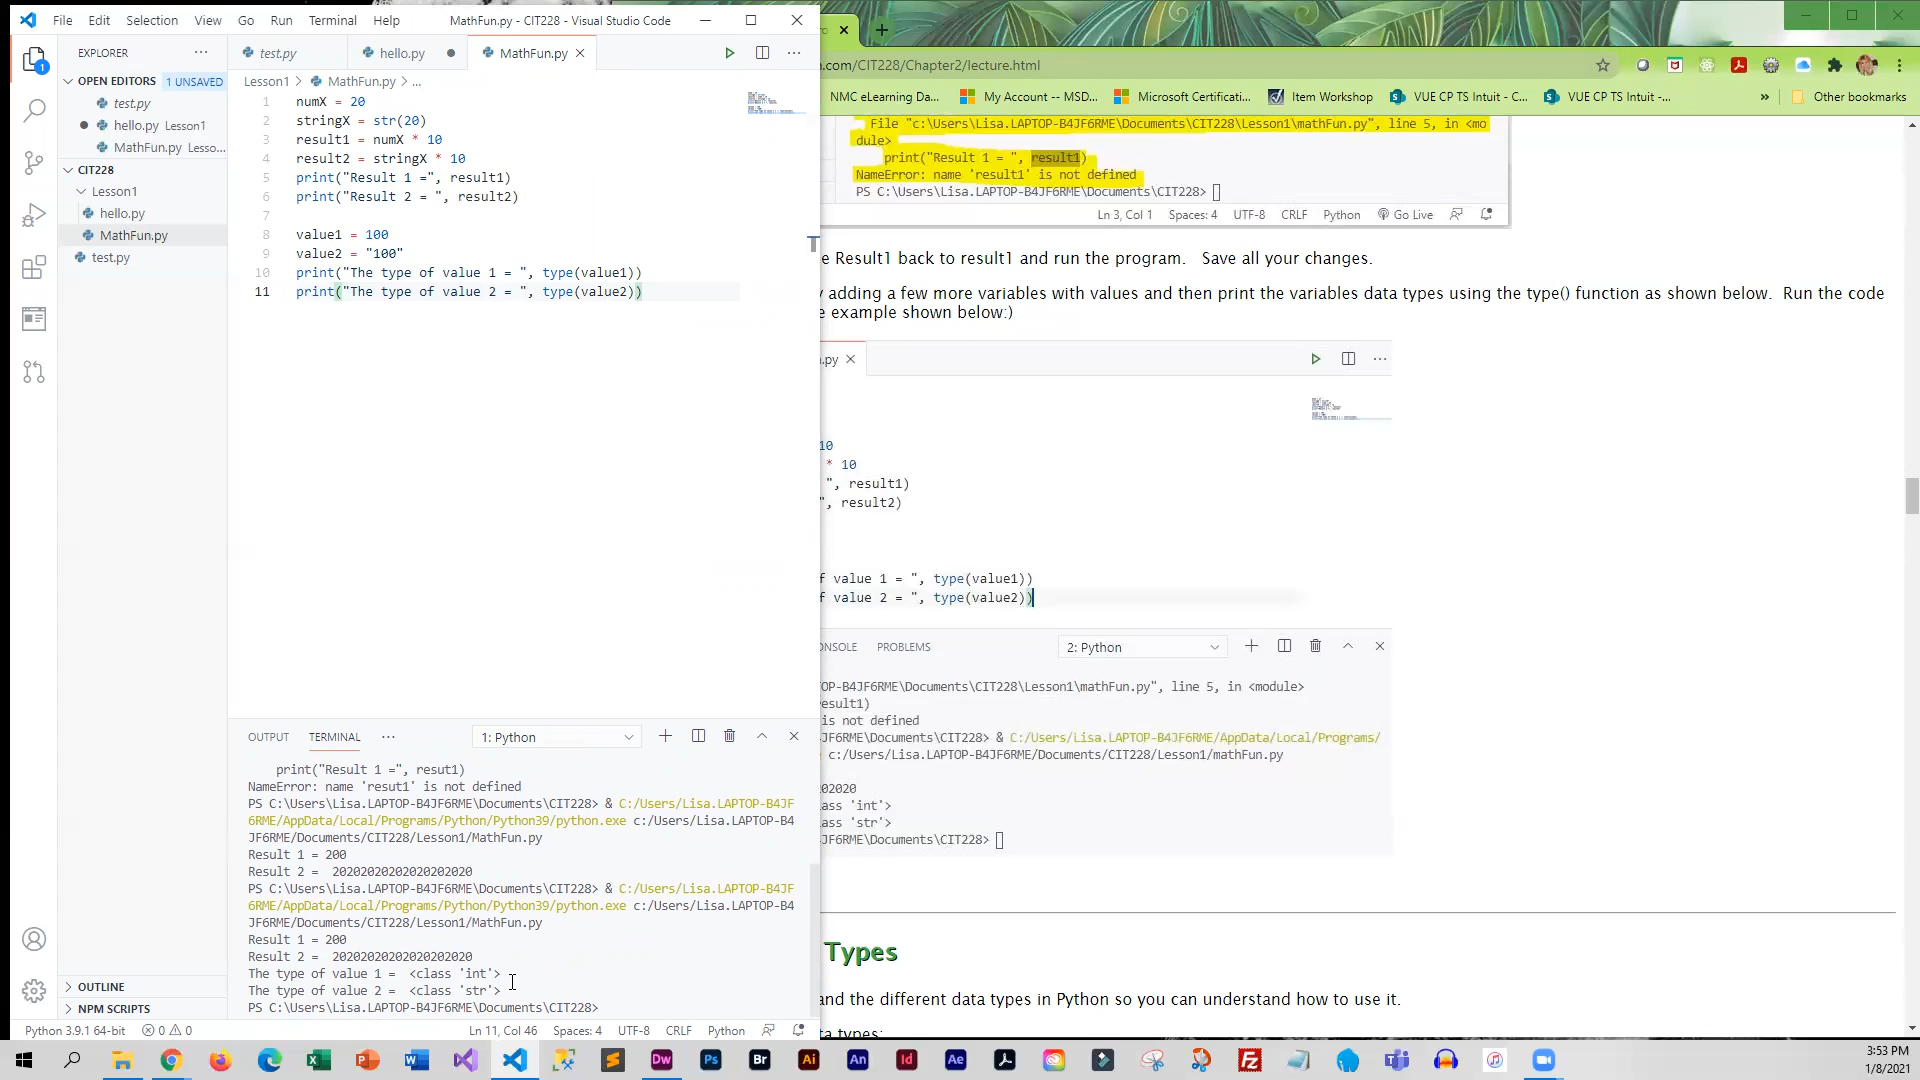 File Edit Selection View Go Run Terminal Help MathFun.py - CIT228 - Visual Studio Code
EXPLORER
test.py hello.py MathFun.py
OPEN EDITORS 1 UNSAVED
test.py
hello.py Lesson1
MathFun.py Lesso...
CIT228
Lesson1
hello.py
MathFun.py
test.py
OUTLINE
NPM SCRIPTS
Lesson1 > MathFun.py > ...
1 numX = 20
2 stringX = str(20)
3 result1 = numX * 10
4 result2 = stringX * 10
5 print("Result 1 =", result1)
6 print("Result 2 = ", result2)
7
8 value1 = 100
9 value2 = "100"
10 print("The type of value 1 = ", type(value1))
11 print("The type of value 2 = ", type(value2))
OUTPUT TERMINAL ... 1: Python
print("Result 1 =", resut1)
NameError: name 'resut1' is not defined
PS C:\Users\Lisa.LAPTOP-B4JF6RME\Documents\CIT228> & C:/Users/Lisa.LAPTOP-B4JF
6RME/AppData/Local/Programs/Python/Python39/python.exe c:/Users/Lisa.LAPTOP-B4
JF6RME/Documents/CIT228/Lesson1/MathFun.py
Result 1 = 200
Result 2 =  20202020202020202020
PS C:\Users\Lisa.LAPTOP-B4JF6RME\Documents\CIT228> & C:/Users/Lisa.LAPTOP-B4JF
6RME/AppData/Local/Programs/Python/Python39/python.exe c:/Users/Lisa.LAPTOP-B4
JF6RME/Documents/CIT228/Lesson1/MathFun.py
Result 1 = 200
Result 2 =  20202020202020202020
The type of value 1 =  <class 'int'>
The type of value 2 =  <class 'str'>
PS C:\Users\Lisa.LAPTOP-B4JF6RME\Documents\CIT228>
Python 3.9.1 64-bit 0 0 Ln 11, Col 46 Spaces: 4 UTF-8 CRLF Python
.com/CIT228/Chapter2/lecture.html
NMC eLearning Da... My Account -- MSD... Microsoft Certificati... Item Workshop VUE CP TS Intuit - C... VUE CP TS Intuit -... » Other bookmarks
File "c:\Users\Lisa.LAPTOP-B4JF6RME\Documents\CIT228\Lesson1\mathFun.py", line 5, in <mo
dule>
print("Result 1 = ", result1)
NameError: name 'result1' is not defined
PS C:\Users\Lisa.LAPTOP-B4JF6RME\Documents\CIT228>
Ln 3, Col 1 Spaces: 4 UTF-8 CRLF Python Go Live
e Result1 back to result1 and run the program. Save all your changes.
y adding a few more variables with values and then print the variables data types using the type() function as shown below. Run the code
e example shown below:)
.py
10
* 10
", result1)
", result2)
f value 1 = ", type(value1))
f value 2 = ", type(value2))
ONSOLE PROBLEMS 2: Python
OP-B4JF6RME\Documents\CIT228\Lesson1\mathFun.py", line 5, in <module>
esult1)
is not defined
JF6RME\Documents\CIT228> & C:/Users/Lisa.LAPTOP-B4JF6RME/AppData/Local/Programs/
c:/Users/Lisa.LAPTOP-B4JF6RME/Documents/CIT228/Lesson1/mathFun.py
02020
ass 'int'>
ass 'str'>
JF6RME\Documents\CIT228>
Types
and the different data types in Python so you can understand how to use it.
ta types:
3:53 PM
1/8/2021